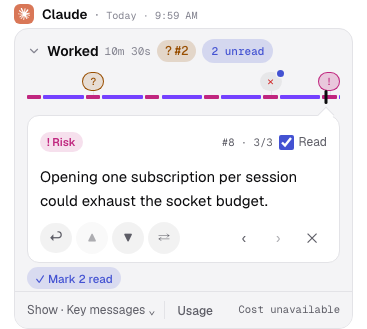 Claude · Today · 9:59 AM
Worked 10m 30s ? #2 2 unread
? × !
! Risk #8 · 3/3 Read
Opening one subscription per session
could exhaust the socket budget.
✓ Mark 2 read
Show · Key messages Usage Cost unavailable